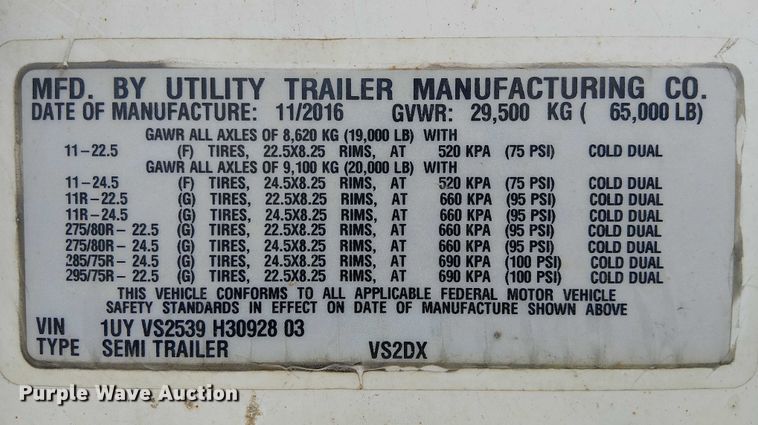 MFD. BY UTILITY TRAILER MANUFACTURING CO.
DATE OF MANUFACTURE: 11/2016 GVWR: 29,500 KG ( 65,000 LB)
GAWR ALL AXLES OF 8,620 KG (19,000 LB) WITH
11-22.5 (F) TIRES, 22.5X8.25 RIMS, AT 520 KPA (75 PSI) COLD DUAL
GAWR ALL AXLES OF 9,100 KG (20,000 LB) WITH
11-24.5 (F) TIRES, 24.5X8.25 RIMS, AT 520 KPA (75 PSI) COLD DUAL
11R-22.5 (G) TIRES, 22.5X8.25 RIMS, AT 660 KPA (95 PSI) COLD DUAL
11R-24.5 (G) TIRES, 24.5X8.25 RIMS, AT 660 KPA (95 PSI) COLD DUAL
275/80R- 22.5 (G) TIRES, 22.5X8.25 RIMS, AT 660 KPA (95 PSI) COLD DUAL
275/80R- 24.5 (G) TIRES, 24.5X8.25 RIMS, AT 660 KPA (95 PSI) COLD DUAL
285/75R- 24.5 (G) TIRES, 24.5X8.25 RIMS, AT 690 KPA (100 PSI) COLD DUAL
295/75R- 22.5 (G) TIRES, 22.5X8.25 RIMS, AT 690 KPA (100 PSI) COLD DUAL
THIS VEHICLE CONFORMS TO ALL APPLICABLE FEDERAL MOTOR VEHICLE
SAFETY STANDARDS IN EFFECT ON DATE OF MANUFACTURE SHOWN ABOVE
VIN 1UY VS2539 H30928 03
TYPE SEMI TRAILER VS2DX
Purple Wave Auction